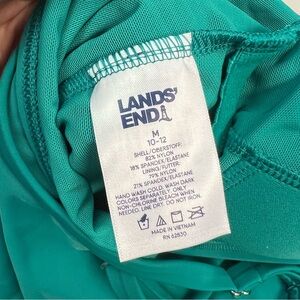 LANDS'
END
M
10-12
SHELL/OBERSTOFF:
82% NYLON
18% SPANDEX/ELASTANE
LINING/FUTTER:
79% NYLON
21% SPANDEX/ELASTANE
HAND WASH COLD, WASH DARK
COLORS SEPARATELY, ONLY
NON-CHLORINE BLEACH WHEN
NEEDED, LINE DRY. DO NOT IRON.
MADE IN VIETNAM
RN 62830